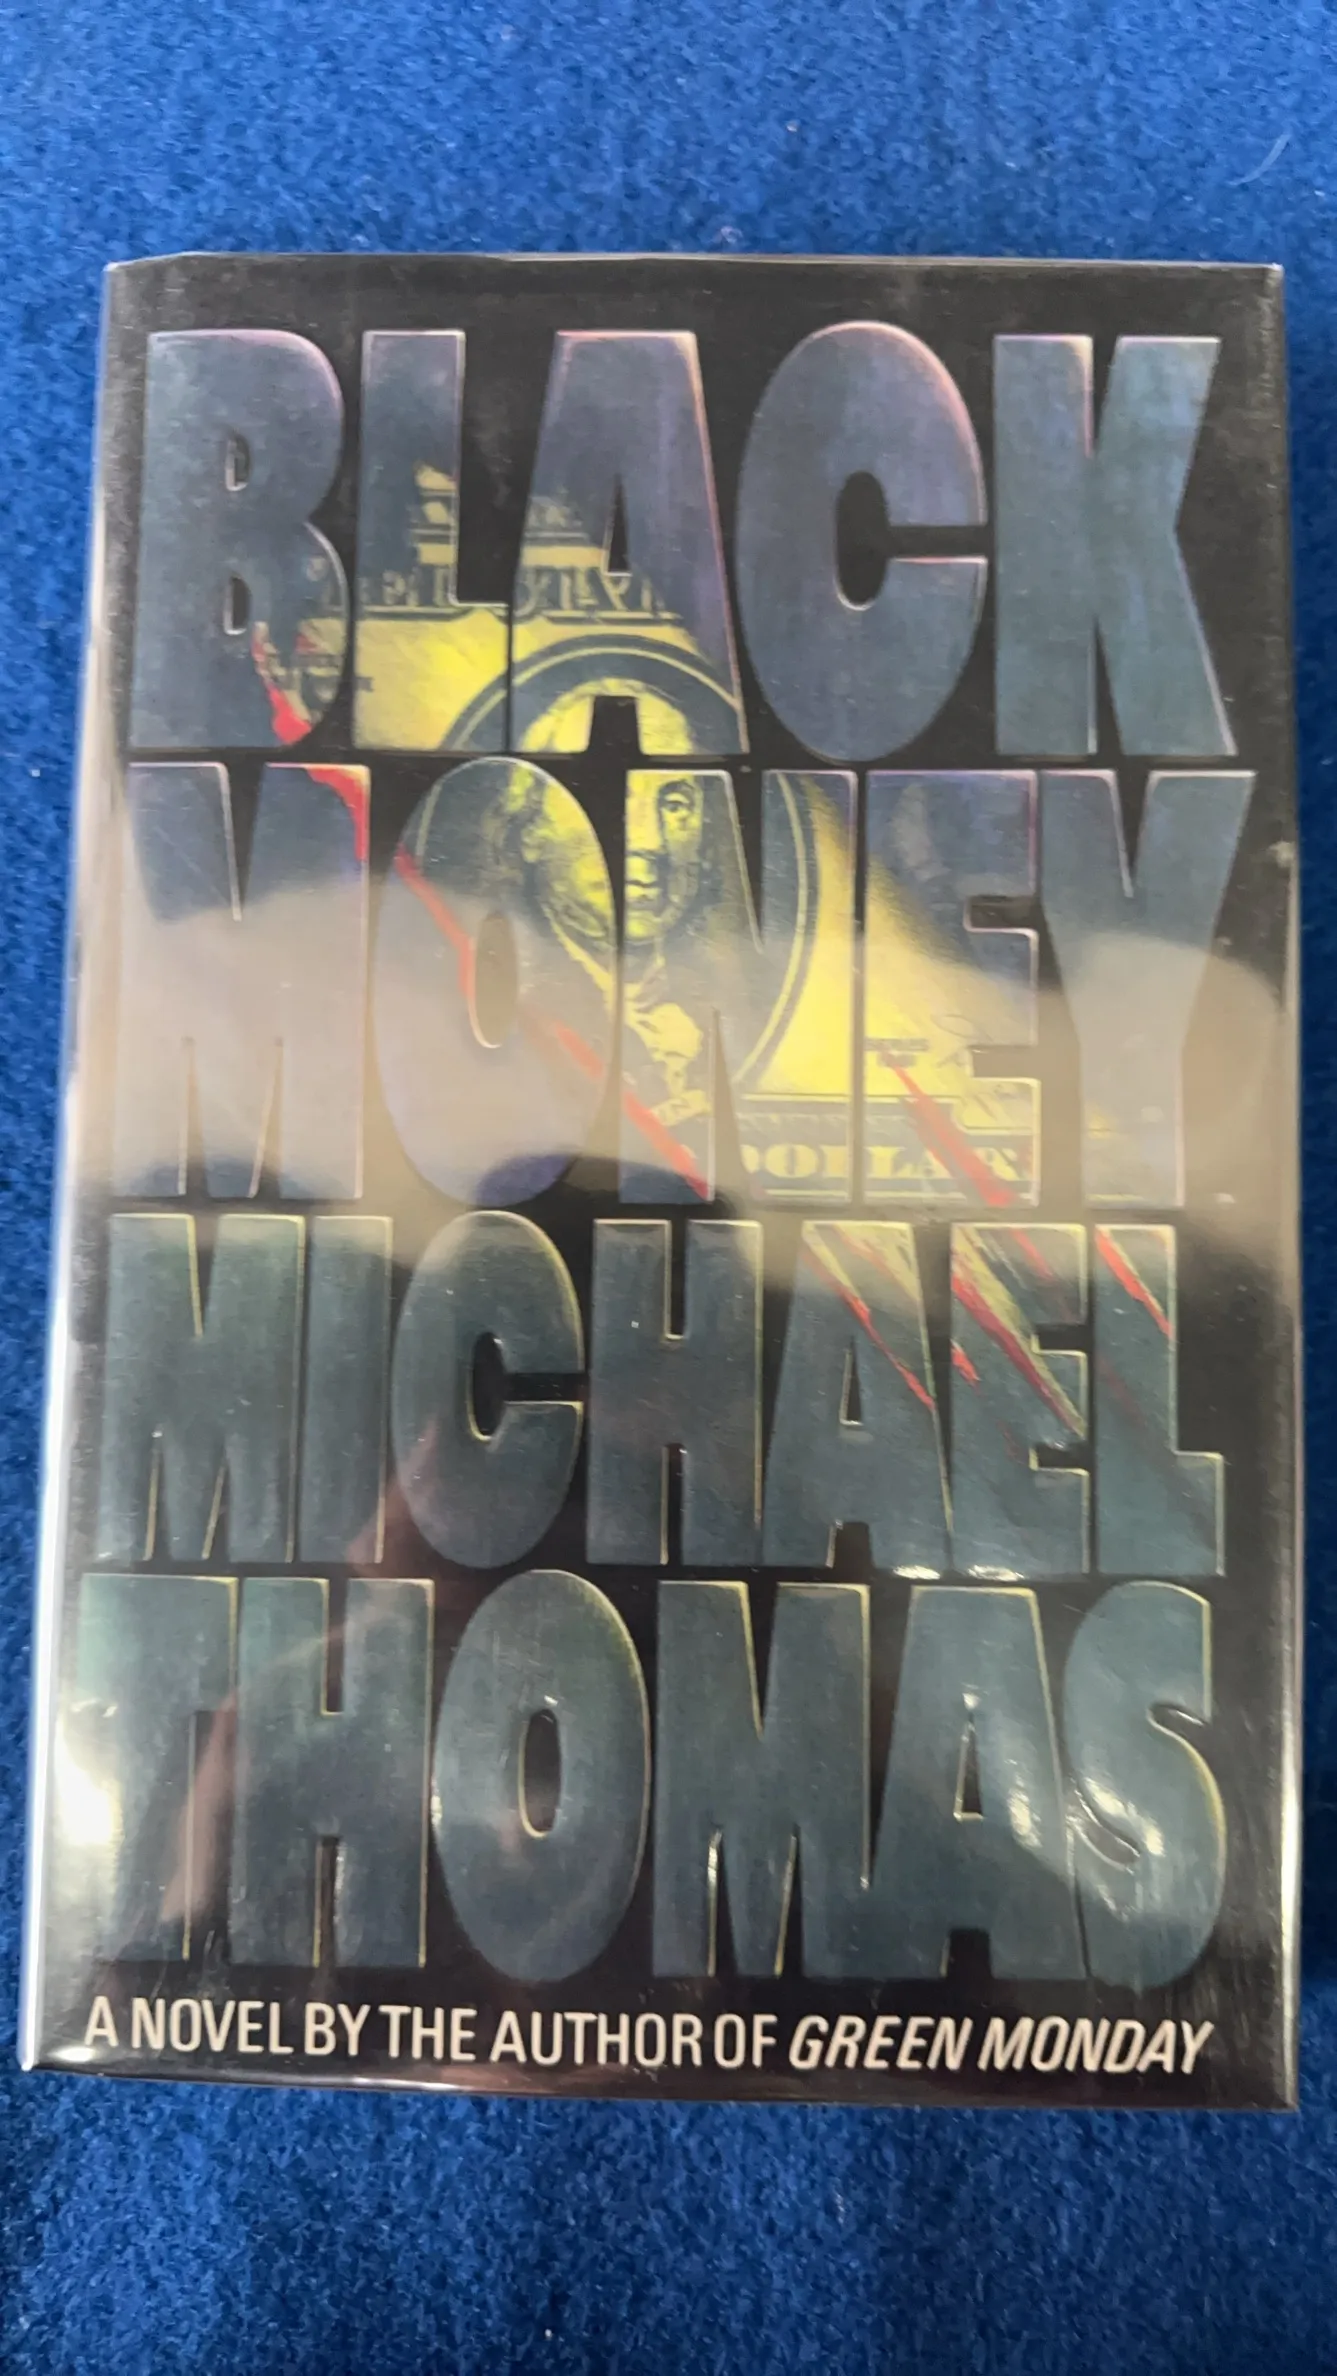 BLACK
MONEY
MICHAEL
THOMAS
A NOVEL BY THE AUTHOR OF GREEN MONDAY